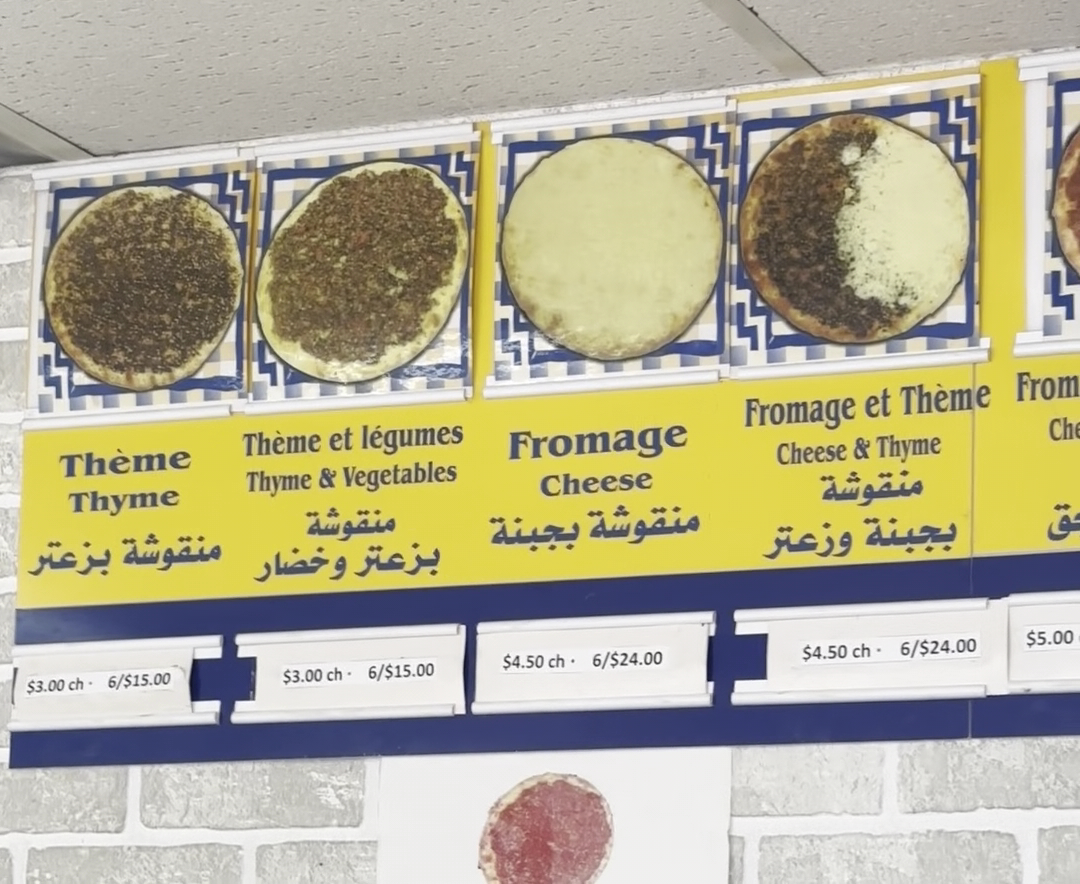 Thème
Thyme
منقوشة بزعتر
Thème et légumes
Thyme & Vegetables
منقوشة
بزعتر وخضار
Fromage
Cheese
منقوشة بجبنة
Fromage et Thème
Cheese & Thyme
منقوشة
بجبنة وزعتر
$3.00 ch · 6/$15.00
$3.00 ch · 6/$15.00
$4.50 ch · 6/$24.00
$4.50 ch · 6/$24.00
$5.00